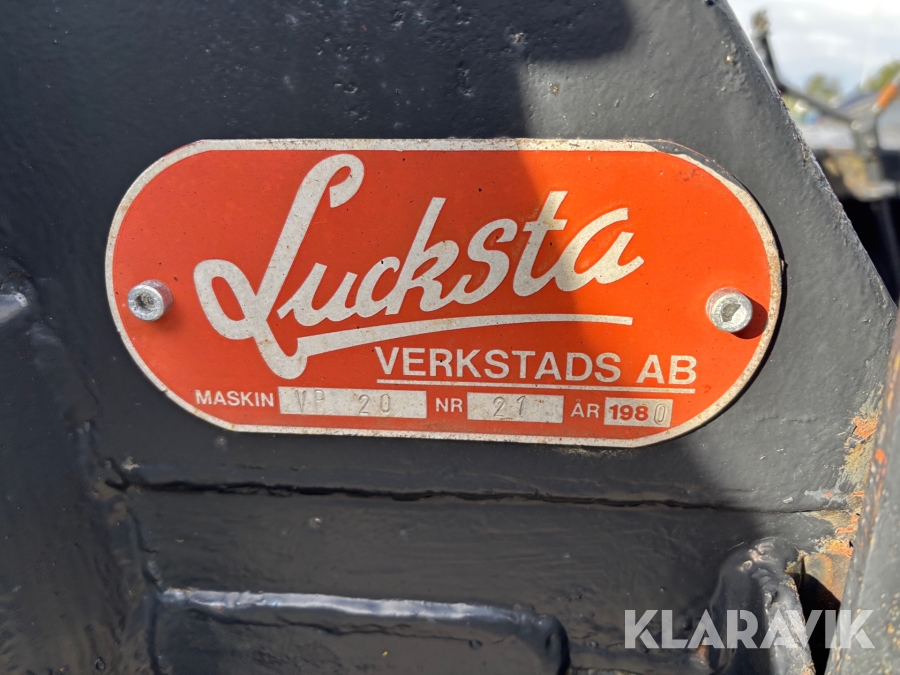 Lucksta
VERKSTADS AB
MASKIN VP 20 NR 21 ÅR 1980
KLARAVIK